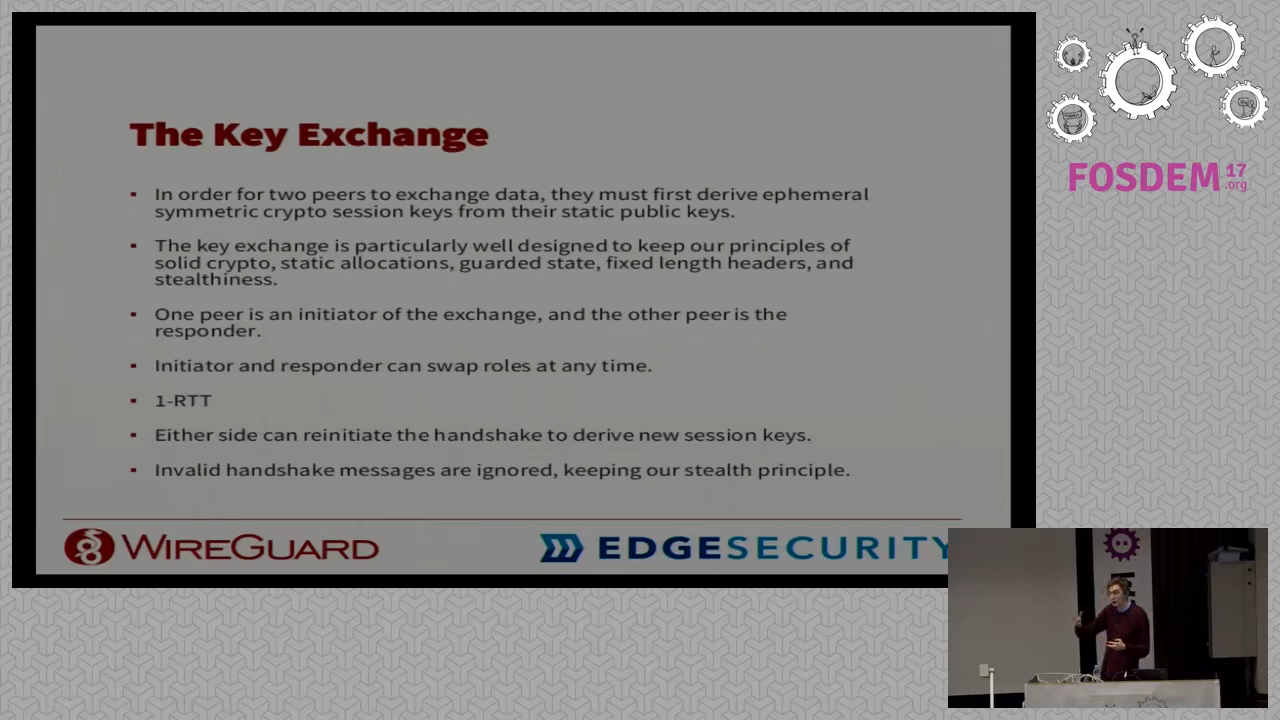 The Key Exchange
In order for two peers to exchange data, they must first derive ephemeral
symmetric crypto session keys from their static public keys.
The key exchange is particularly well designed to keep our principles of
solid crypto, static allocations, guarded state, fixed length headers, and
stealthiness.
One peer is an initiator of the exchange, and the other peer is the
responder.
Initiator and responder can swap roles at any time.
1-RTT
Either side can reinitiate the handshake to derive new session keys.
Invalid handshake messages are ignored, keeping our stealth principle.
WIREGUARD
EDGESECURITY
FOSDEM 17
.org